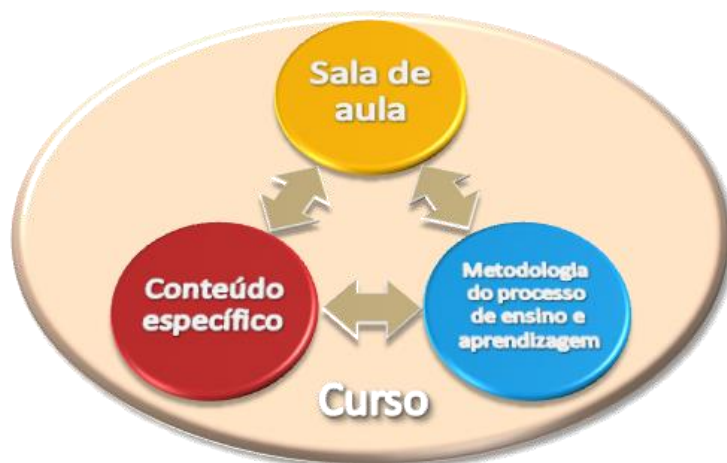 Sala de
aula
Conteúdo
específico
Metodologia
do processo
de ensino e
aprendizagem
Curso